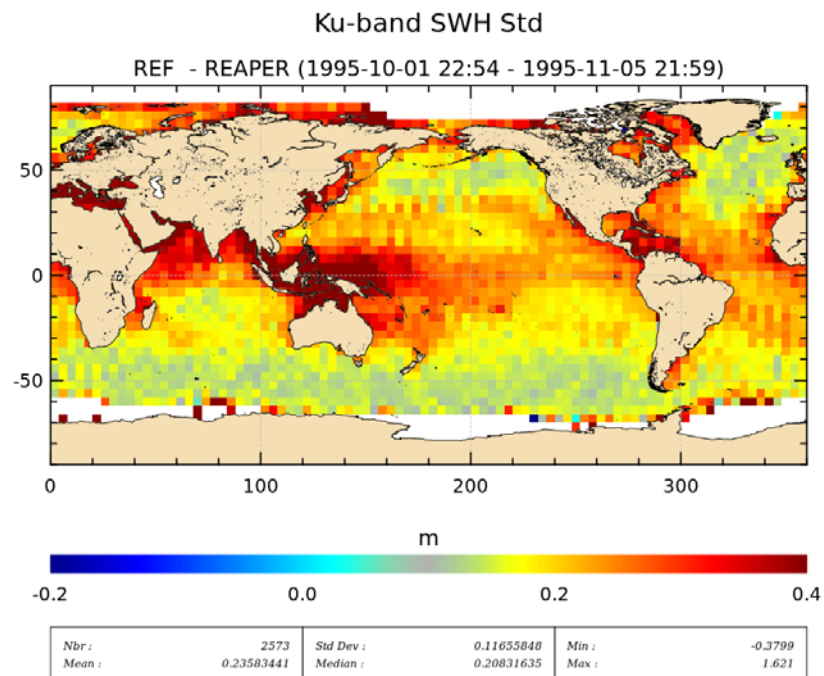 Ku-band SWH Std
REF - REAPER (1995-10-01 22:54 - 1995-11-05 21:59)
50
0
-50
0 100 200 300
m
-0.2 0.0 0.2 0.4
Nbr : 2573 Std Dev : 0.11655848 Min : -0.3799
Mean : 0.23583441 Median : 0.20831635 Max : 1.621